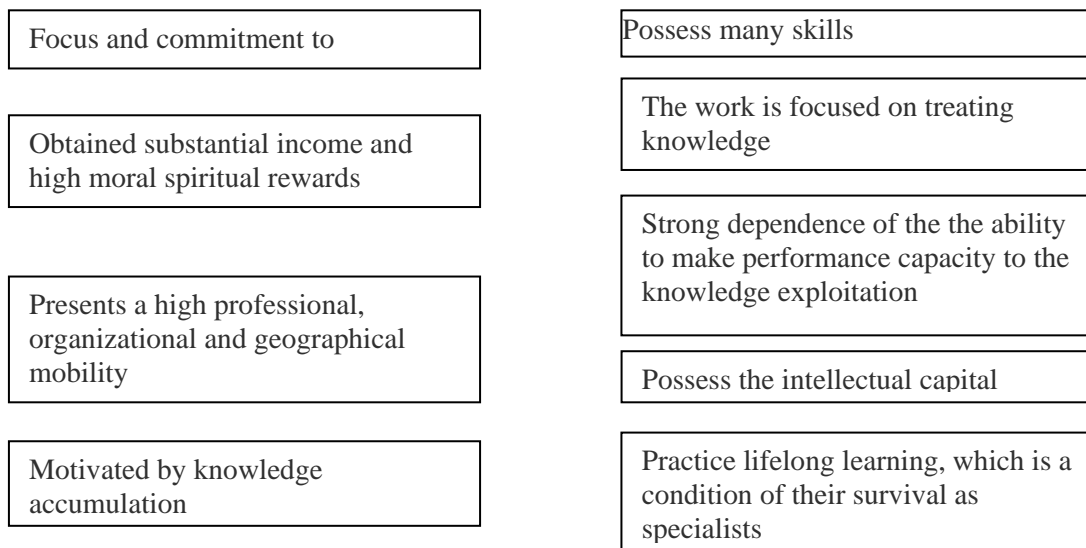 Focus and commitment to
Obtained substantial income and
high moral spiritual rewards
Presents a high professional,
organizational and geographical
mobility
Motivated by knowledge
accumulation
Possess many skills
The work is focused on treating
knowledge
Strong dependence of the the ability
to make performance capacity to the
knowledge exploitation
Possess the intellectual capital
Practice lifelong learning, which is a
condition of their survival as
specialists